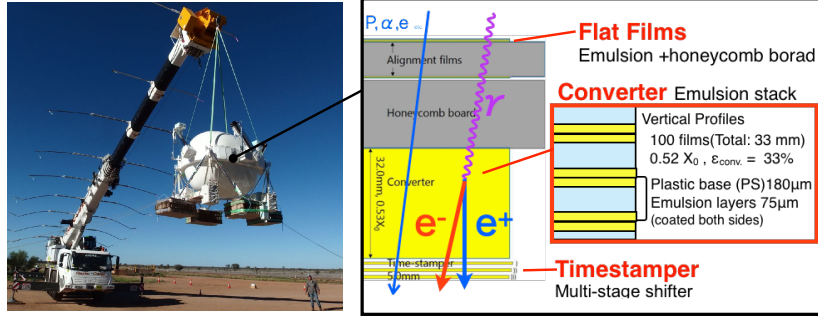 P, α, e
Flat Films
Emulsion +honeycomb borad
Alignment films
γ
Honeycomb board
Converter Emulsion stack
Vertical Profiles
100 films(Total: 33 mm)
0.52 X₀ , εconv. = 33%
Plastic base (PS)180μm
Emulsion layers 75μm
(coated both sides)
32.0mm, 0.53X₀
Converter
e⁻ e⁺
Time-stamper
5.0mm
Timestamper
Multi-stage shifter